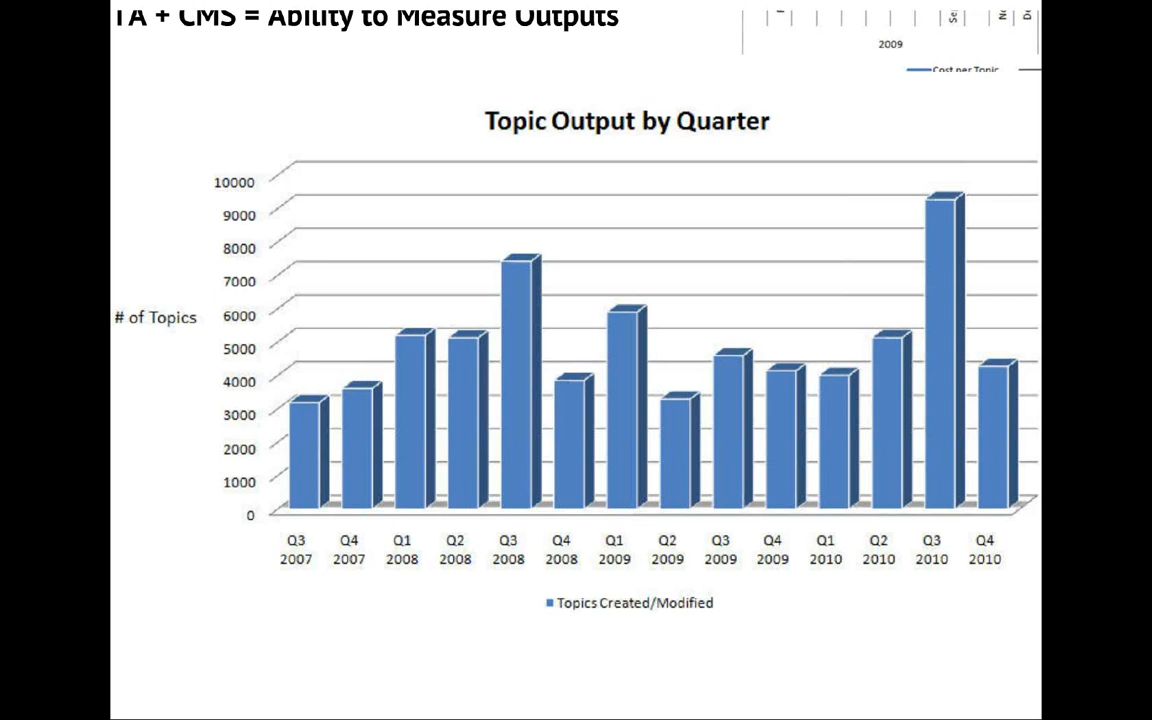 TA + CMS = Ability to Measure Outputs
2009
Cost per Topic
Topic Output by Quarter
10000
9000
8000
7000
6000
5000
4000
3000
2000
1000
0
# of Topics
Q3 Q4 Q1 Q2 Q3 Q4 Q1 Q2 Q3 Q4 Q1 Q2 Q3 Q4
2007 2007 2008 2008 2008 2008 2009 2009 2009 2009 2010 2010 2010 2010
Topics Created/Modified